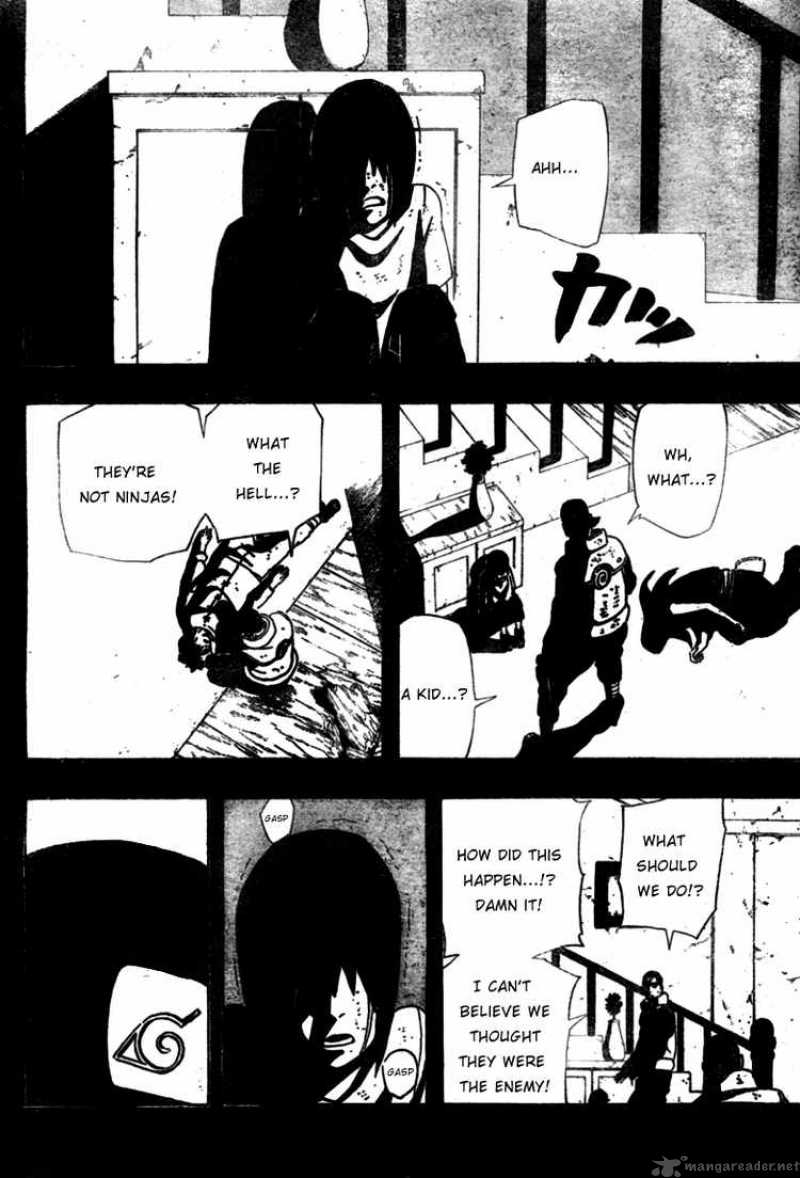 AHH...
カッ
WH,
WHAT...?
A KID...?
WHAT
THE
HELL...?
THEY'RE
NOT NINJAS!
WHAT
SHOULD
WE DO!?
HOW DID THIS
HAPPEN...!?
DAMN IT!
I CAN'T
BELIEVE WE
THOUGHT
THEY WERE
THE ENEMY!
GASP
GASP
mangareader.net